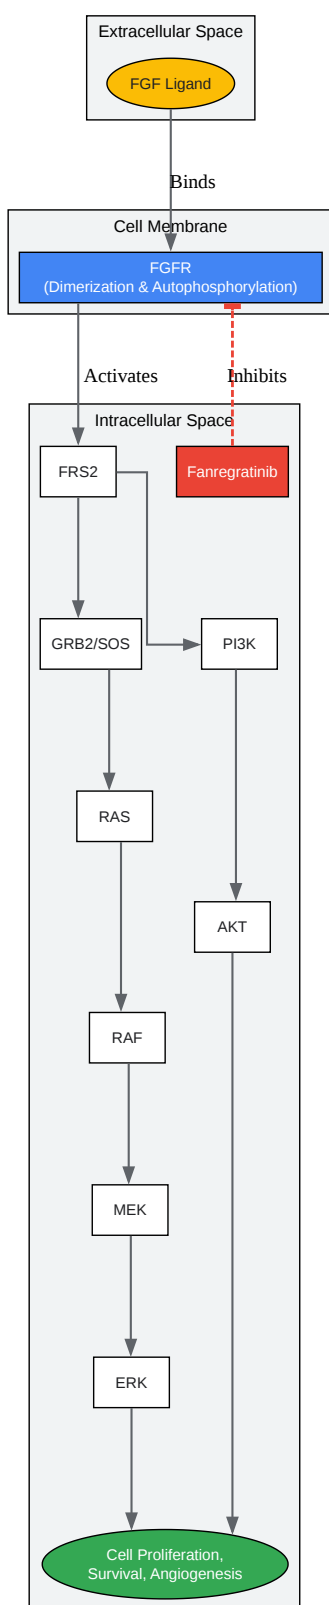 Extracellular Space
FGF Ligand
Binds
Cell Membrane
FGFR
(Dimerization & Autophosphorylation)
Activates
Inhibits
Intracellular Space
FRS2
Fanregratinib
GRB2/SOS
PI3K
RAS
AKT
RAF
MEK
ERK
Cell Proliferation,
Survival, Angiogenesis